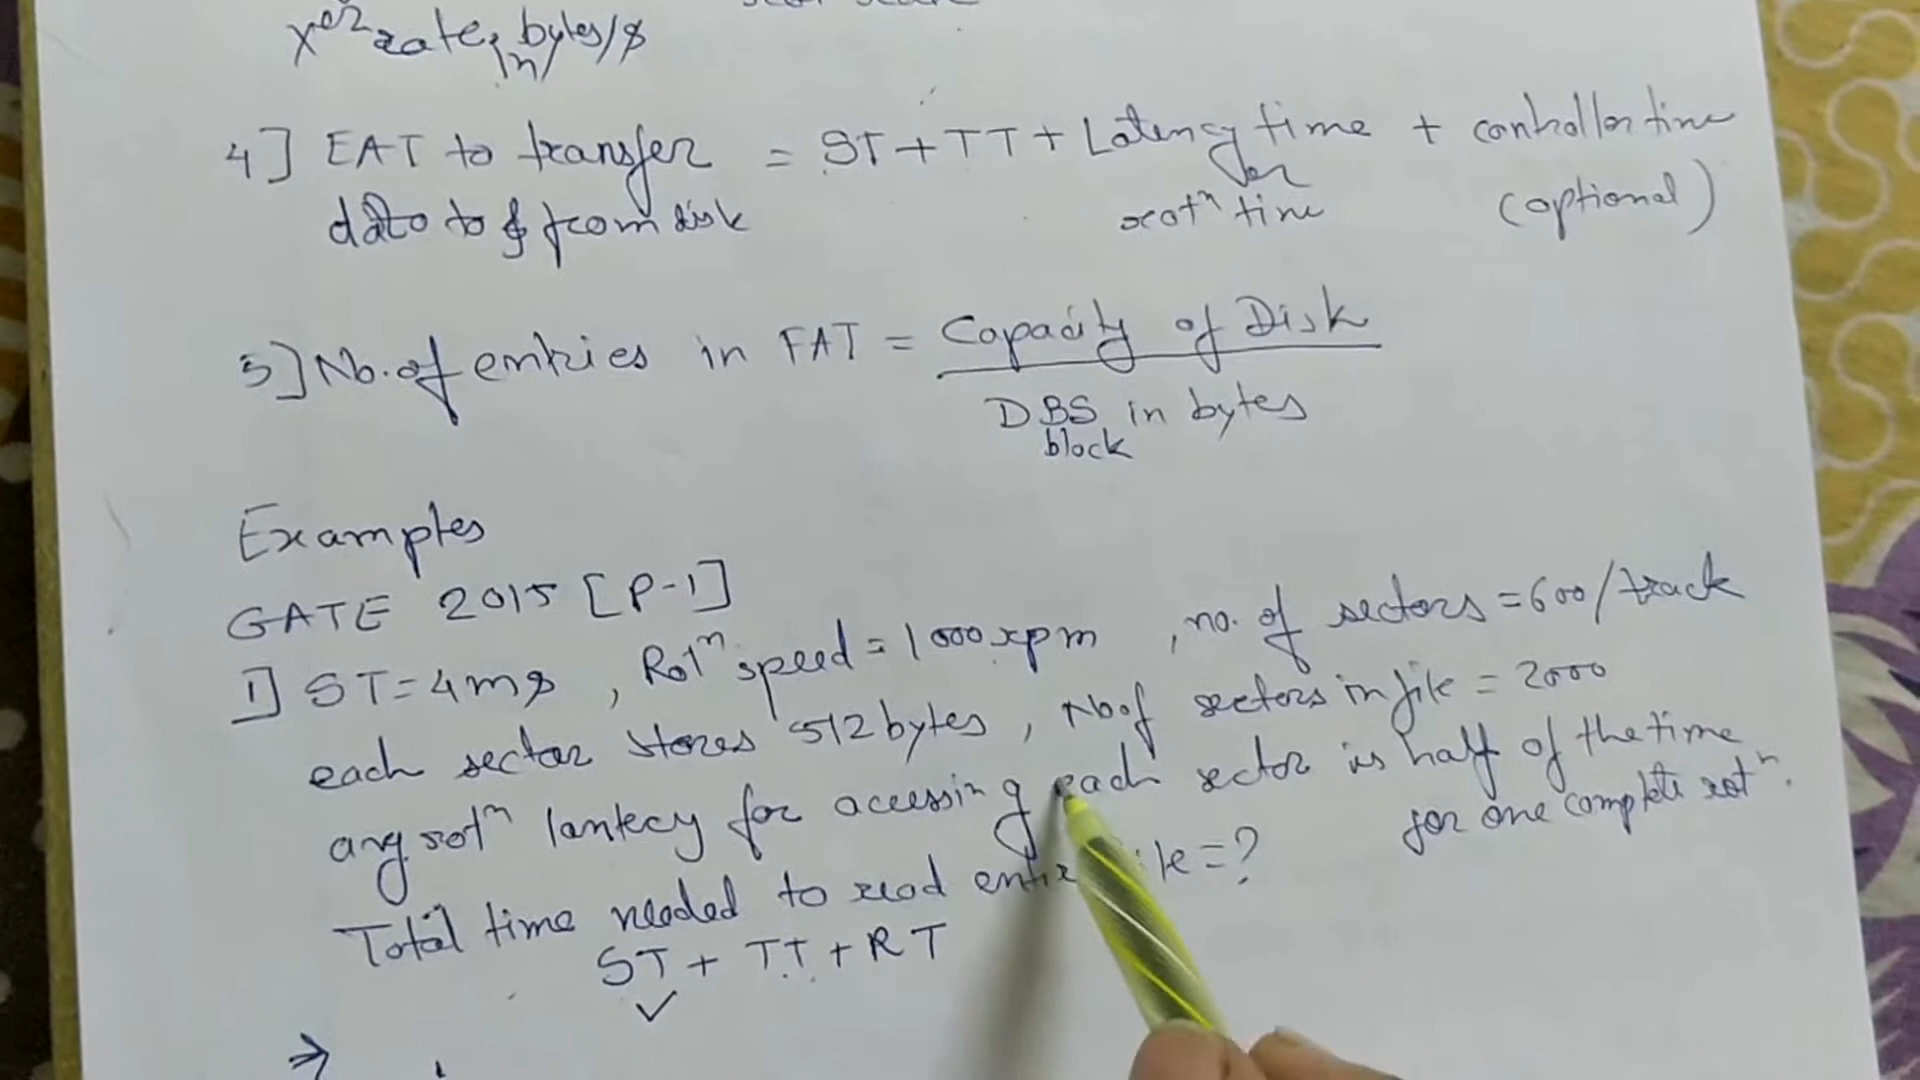 xer rate, in bytes/s
4] EAT to transfer = ST + TT + Latency time + controller time
data to & from disk or rotn time (optional)
5] No. of entries in FAT = Capacity of Disk
DBS in bytes
block
Examples
GATE 2015 [P-1]
1] ST = 4ms, Rotn speed = 1000 rpm, no. of sectors = 600/track
each sector stores 512 bytes, No of sectors in file = 2000
avg. rotn lantecy for accessing each sector is half of the time
for one complete rotn.
Total time needed to read entire file = ?
ST + TT + RT
✓
⇒